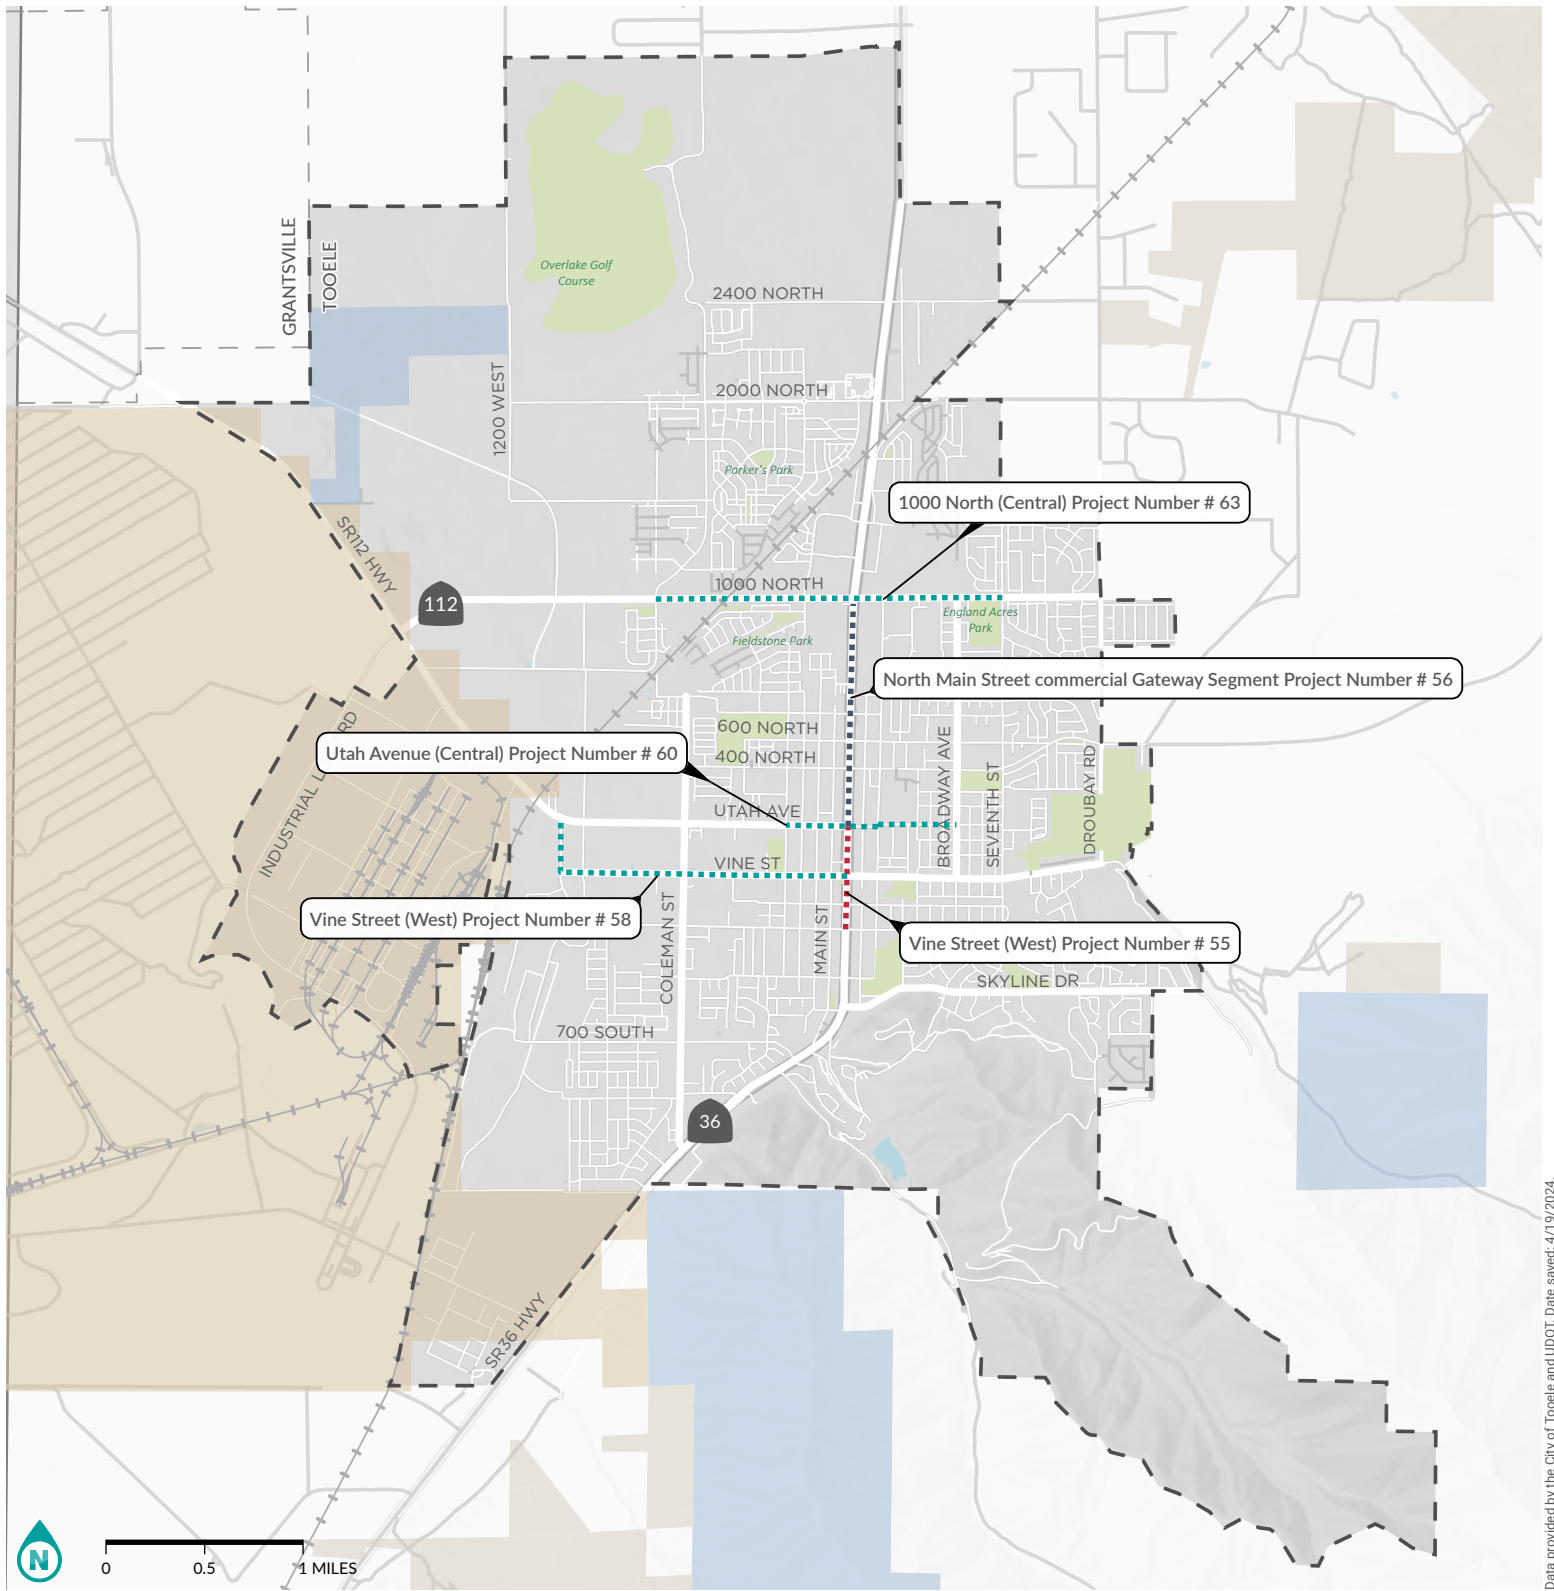 GRANTSVILLE
TOOELE
Overlake Golf
Course
2400 NORTH
1200 WEST
2000 NORTH
Parker's Park
1000 North (Central) Project Number # 63
SR112 HWY
1000 NORTH
112
England Acres
Park
Fieldstone Park
North Main Street commercial Gateway Segment Project Number # 56
600 NORTH
Utah Avenue (Central) Project Number # 60
400 NORTH
BROADWAY AVE
SEVENTH ST
DROUBAY RD
INDUSTRIAL L
RD
UTAH AVE
VINE ST
Vine Street (West) Project Number # 58
COLEMAN ST
MAIN ST
Vine Street (West) Project Number # 55
SKYLINE DR
700 SOUTH
36
SR36 HWY
N
0 0.5 1 MILES
Data provided by the City of Tooele and UDOT. Date saved: 4/19/2024.